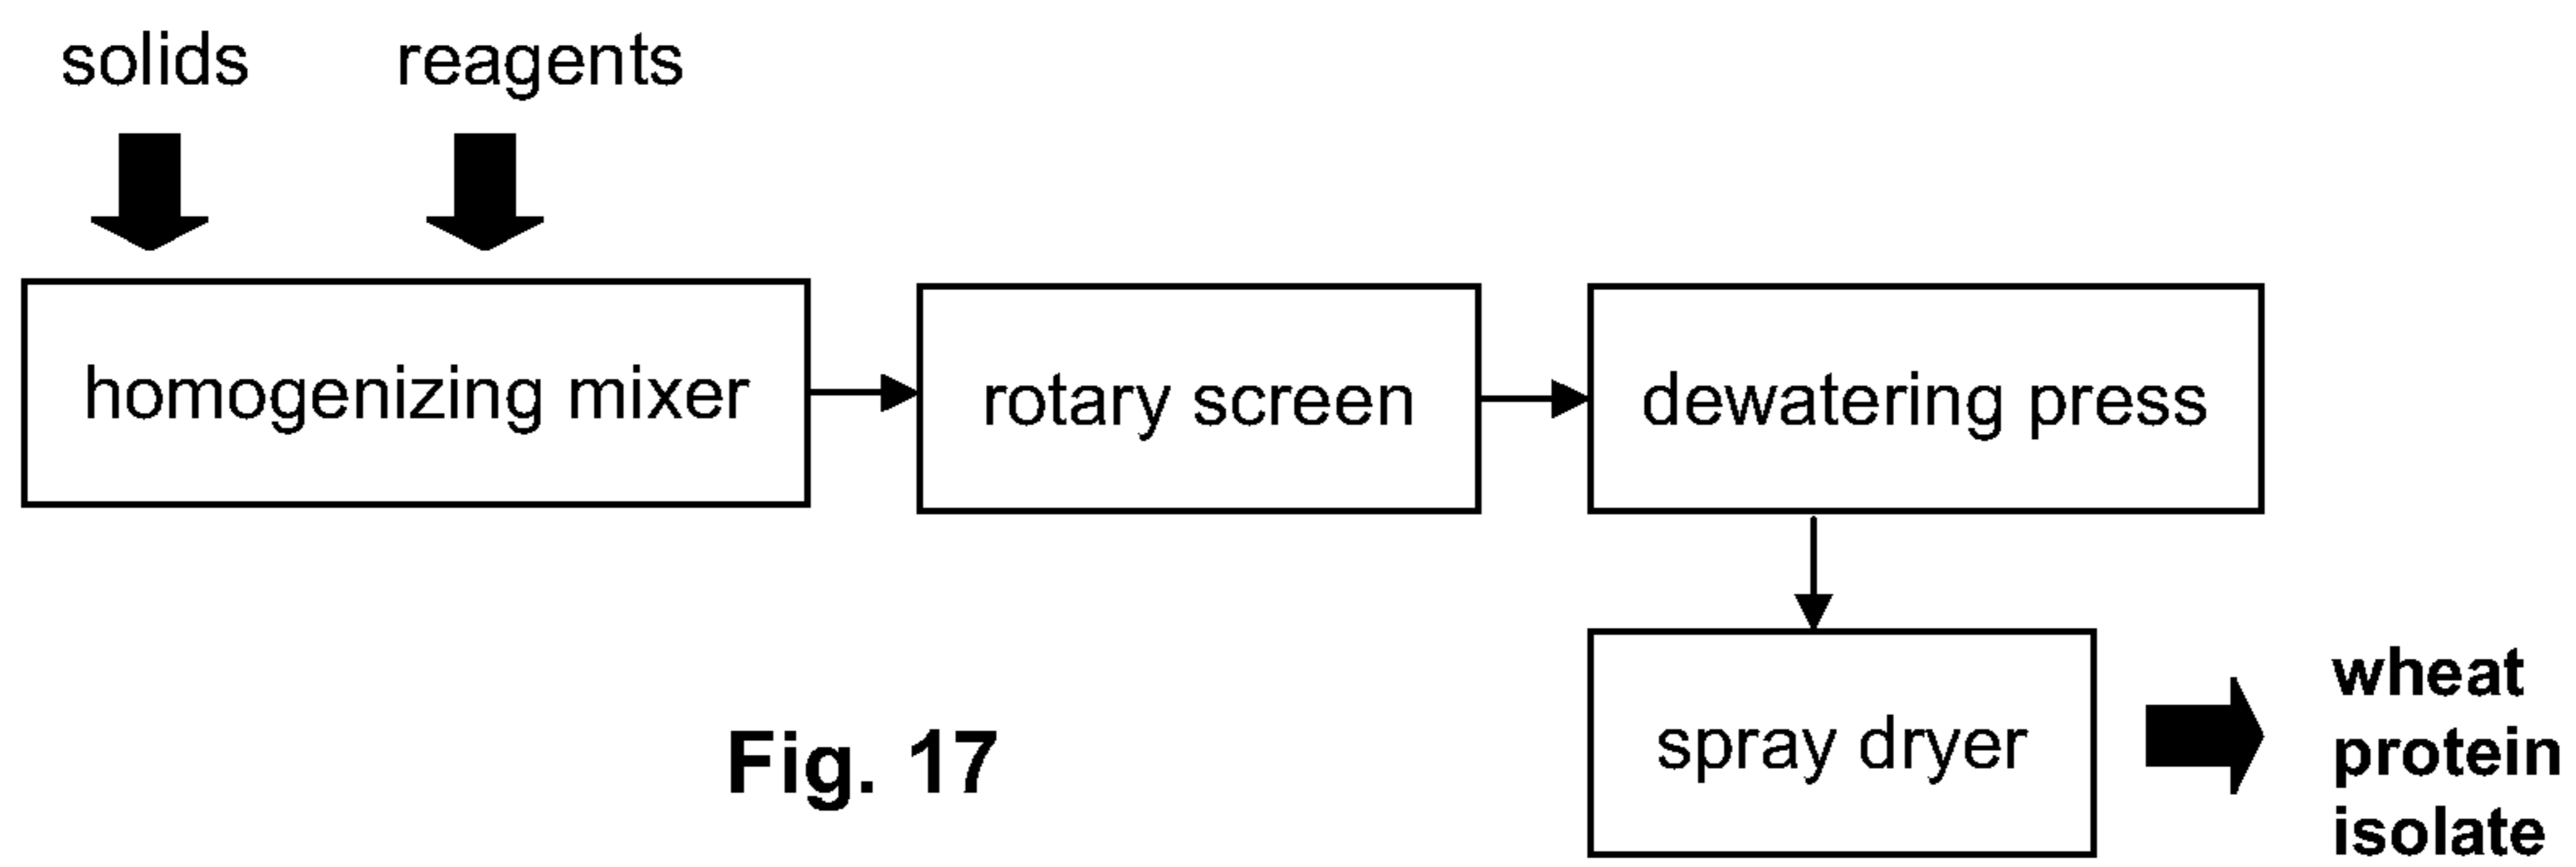 solids reagents
homogenizing mixer
rotary screen
dewatering press
spray dryer
wheat
protein
isolate
Fig. 17